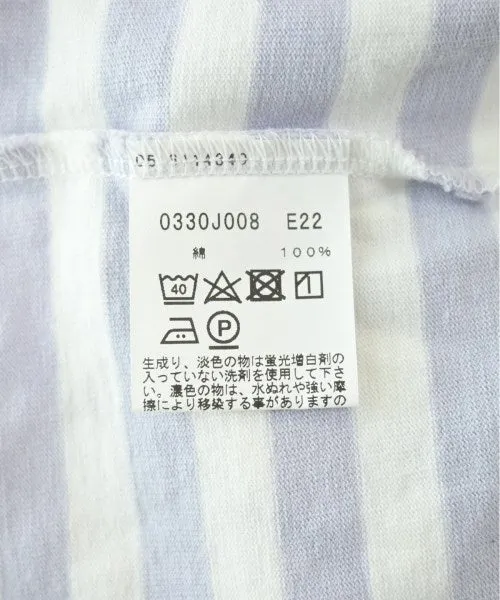 0330J008 E22
綿 100%
40
P
生成り、淡色の物は蛍光増白剤の
入っていない洗剤を使用して下さ
い。濃色の物は、水ぬれや強い摩
擦により移染する事がありますの